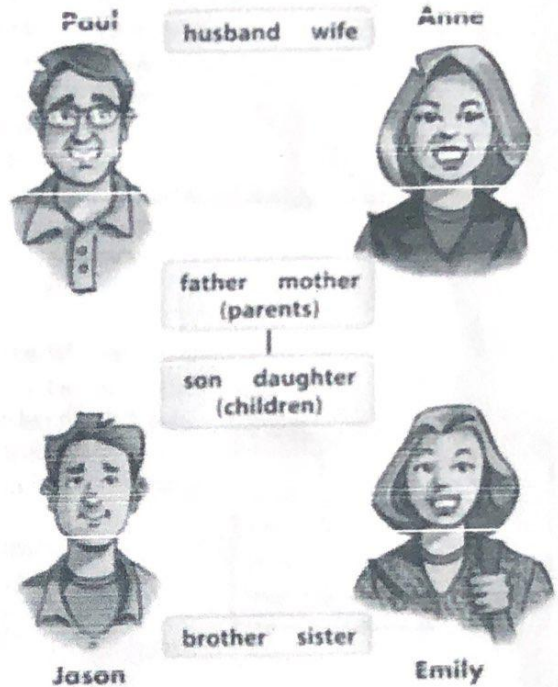 Paul
husband wife
Anne
father mother
(parents)
son daughter
(children)
brother sister
Jason
Emily